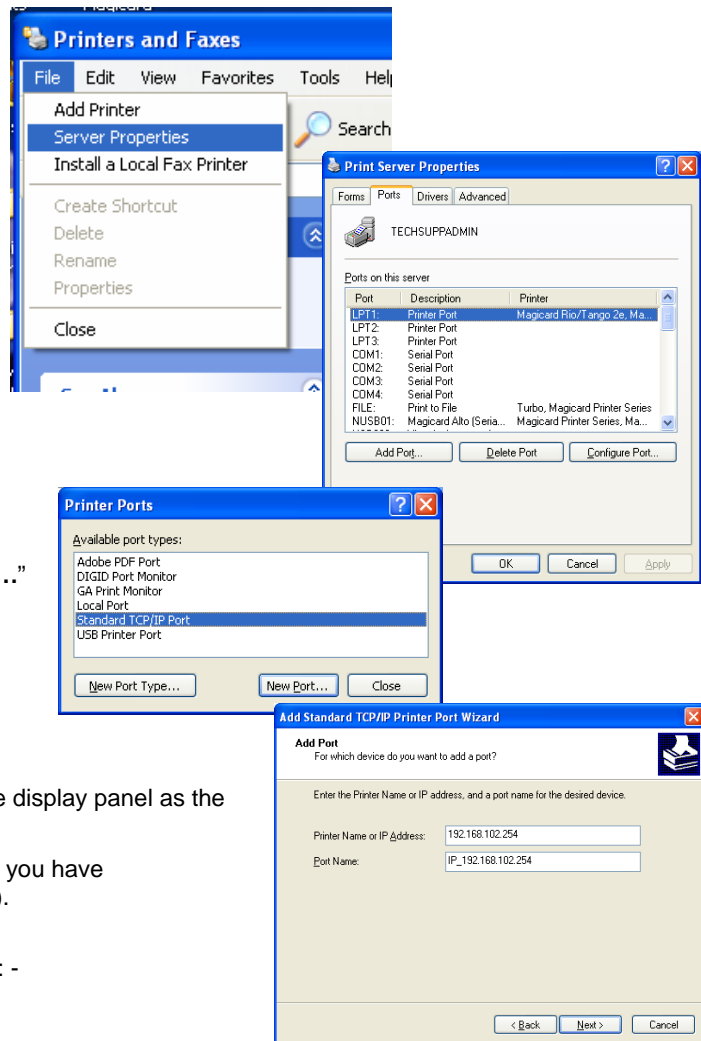 Magicard
Printers and Faxes
File Edit View Favorites Tools Help
Add Printer
Server Properties
Install a Local Fax Printer
Create Shortcut
Delete
Rename
Properties
Close
Search
Print Server Properties
Forms Ports Drivers Advanced
TECHSUPPADMIN
Ports on this server
Port Description Printer
LPT1: Printer Port Magicard Rio/Tango 2e, Ma...
LPT2: Printer Port
LPT3: Printer Port
COM1: Serial Port
COM2: Serial Port
COM3: Serial Port
COM4: Serial Port
FILE: Print to File Turbo, Magicard Printer Series
NUSB01: Magicard Alto (Seria... Magicard Printer Series, Ma...
Add Port... Delete Port Configure Port...
OK Cancel Apply
Printer Ports
Available port types:
Adobe PDF Port
DIGID Port Monitor
GA Print Monitor
Local Port
Standard TCP/IP Port
USB Printer Port
New Port Type... New Port... Close
..”
Add Standard TCP/IP Printer Port Wizard
Add Port
For which device do you want to add a port?
Enter the Printer Name or IP address, and a port name for the desired device.
Printer Name or IP Address: 192.168.102.254
Port Name: IP_192.168.102.254
< Back Next > Cancel
e display panel as the
you have
).
: -